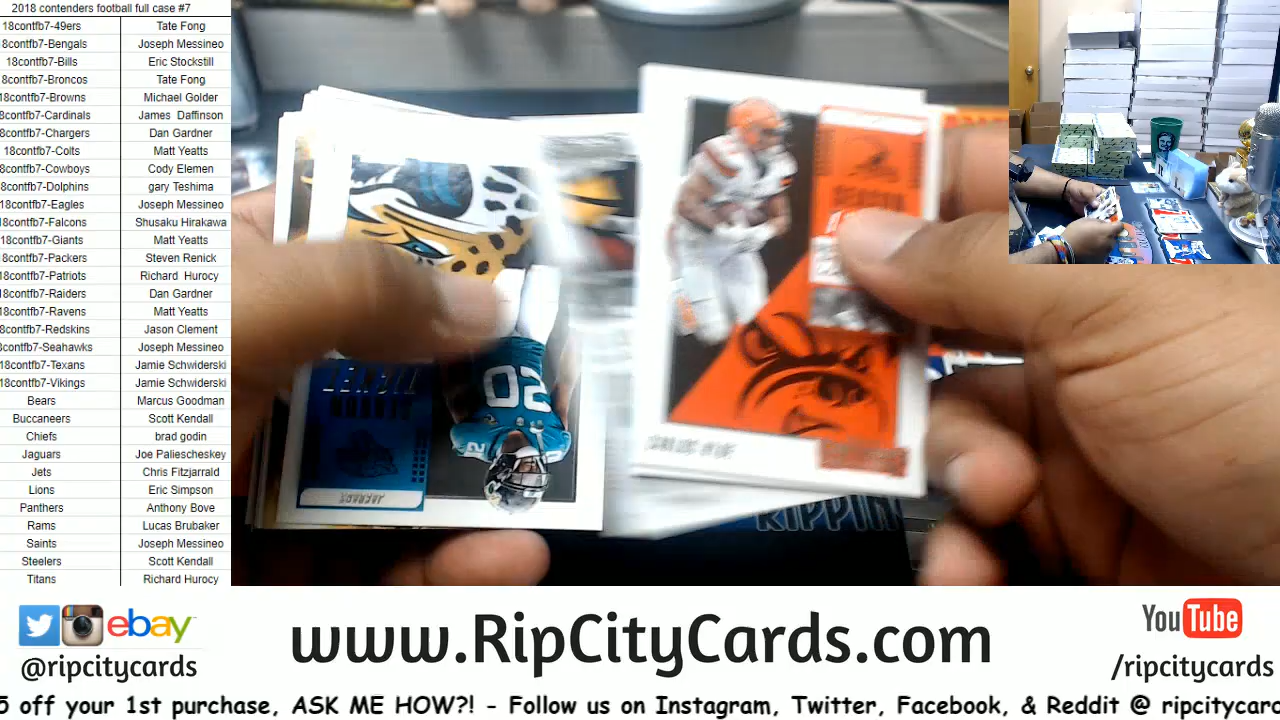 2018 contenders football full case #7
18contfb7-49ers Tate Fong
8contfb7-Bengals Joseph Messineo
18contfb7-Bills Eric Stockstill
8contfb7-Broncos Tate Fong
18contfb7-Browns Michael Golder
18contfb7-Cardinals James Daffinson
8contfb7-Chargers Dan Gardner
18contfb7-Colts Matt Yeatts
18contfb7-Cowboys Cody Elemen
8contfb7-Dolphins gary Teshima
18contfb7-Eagles Joseph Messineo
18contfb7-Falcons Shusaku Hirakawa
18contfb7-Giants Matt Yeatts
18contfb7-Packers Steven Renick
18contfb7-Patriots Richard Hurocy
18contfb7-Raiders Dan Gardner
18contfb7-Ravens Matt Yeatts
8contfb7-Redskins Jason Clement
8contfb7-Seahawks Joseph Messineo
18contfb7-Texans Jamie Schwiderski
18contfb7-Vikings Jamie Schwiderski
Bears Marcus Goodman
Buccaneers Scott Kendall
Chiefs brad godin
Jaguars Joe Paliescheskey
Jets Chris Fitzjarrald
Lions Eric Simpson
Panthers Anthony Bove
Rams Lucas Brubaker
Saints Joseph Messineo
Steelers Scott Kendall
Titans Richard Hurocy
SEASON
20
JAGUARS
RIPPIN
ebay
@ripcitycards
www.RipCityCards.com
YouTube
/ripcitycards
5 off your 1st purchase, ASK ME HOW?! - Follow us on Instagram, Twitter, Facebook, & Reddit @ ripcitycard